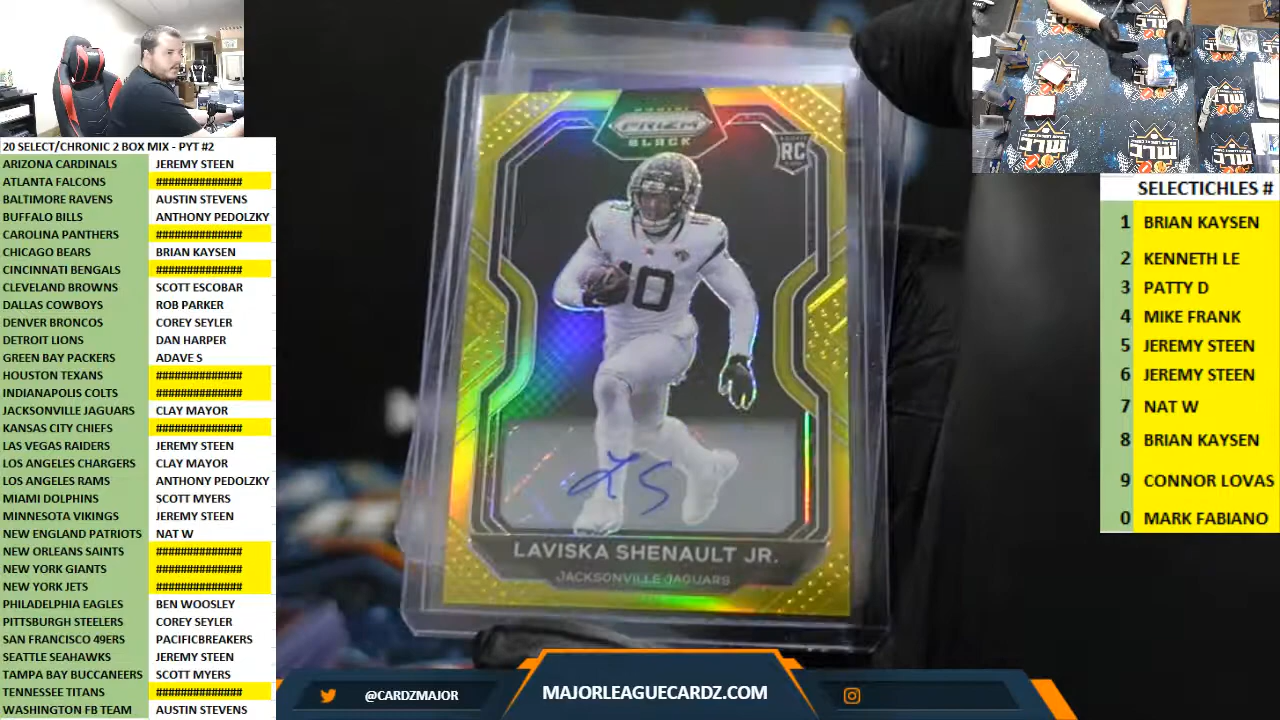 20 SELECT/CHRONIC 2 BOX MIX - PYT #2
ARIZONA CARDINALS JEREMY STEEN
ATLANTA FALCONS ##############
BALTIMORE RAVENS AUSTIN STEVENS
BUFFALO BILLS ANTHONY PEDOLZKY
CAROLINA PANTHERS ##############
CHICAGO BEARS BRIAN KAYSEN
CINCINNATI BENGALS ##############
CLEVELAND BROWNS SCOTT ESCOBAR
DALLAS COWBOYS ROB PARKER
DENVER BRONCOS COREY SEYLER
DETROIT LIONS DAN HARPER
GREEN BAY PACKERS ADAVE S
HOUSTON TEXANS ##############
INDIANAPOLIS COLTS ##############
JACKSONVILLE JAGUARS CLAY MAYOR
KANSAS CITY CHIEFS ##############
LAS VEGAS RAIDERS JEREMY STEEN
LOS ANGELES CHARGERS CLAY MAYOR
LOS ANGELES RAMS ANTHONY PEDOLZKY
MIAMI DOLPHINS SCOTT MYERS
MINNESOTA VIKINGS JEREMY STEEN
NEW ENGLAND PATRIOTS NAT W
NEW ORLEANS SAINTS ##############
NEW YORK GIANTS ##############
NEW YORK JETS ##############
PHILADELPHIA EAGLES BEN WOOSLEY
PITTSBURGH STEELERS COREY SEYLER
SAN FRANCISCO 49ERS PACIFICBREAKERS
SEATTLE SEAHAWKS JEREMY STEEN
TAMPA BAY BUCCANEERS SCOTT MYERS
TENNESSEE TITANS ##############
WASHINGTON FB TEAM AUSTIN STEVENS
PANINI
PRIZM
BLACK
RC
10
LS
LAVISKA SHENAULT JR.
JACKSONVILLE JAGUARS
SELECTICHLES #
1 BRIAN KAYSEN
2 KENNETH LE
3 PATTY D
4 MIKE FRANK
5 JEREMY STEEN
6 JEREMY STEEN
7 NAT W
8 BRIAN KAYSEN
9 CONNOR LOVAS
0 MARK FABIANO
@CARDZMAJOR
MAJORLEAGUECARDZ.COM